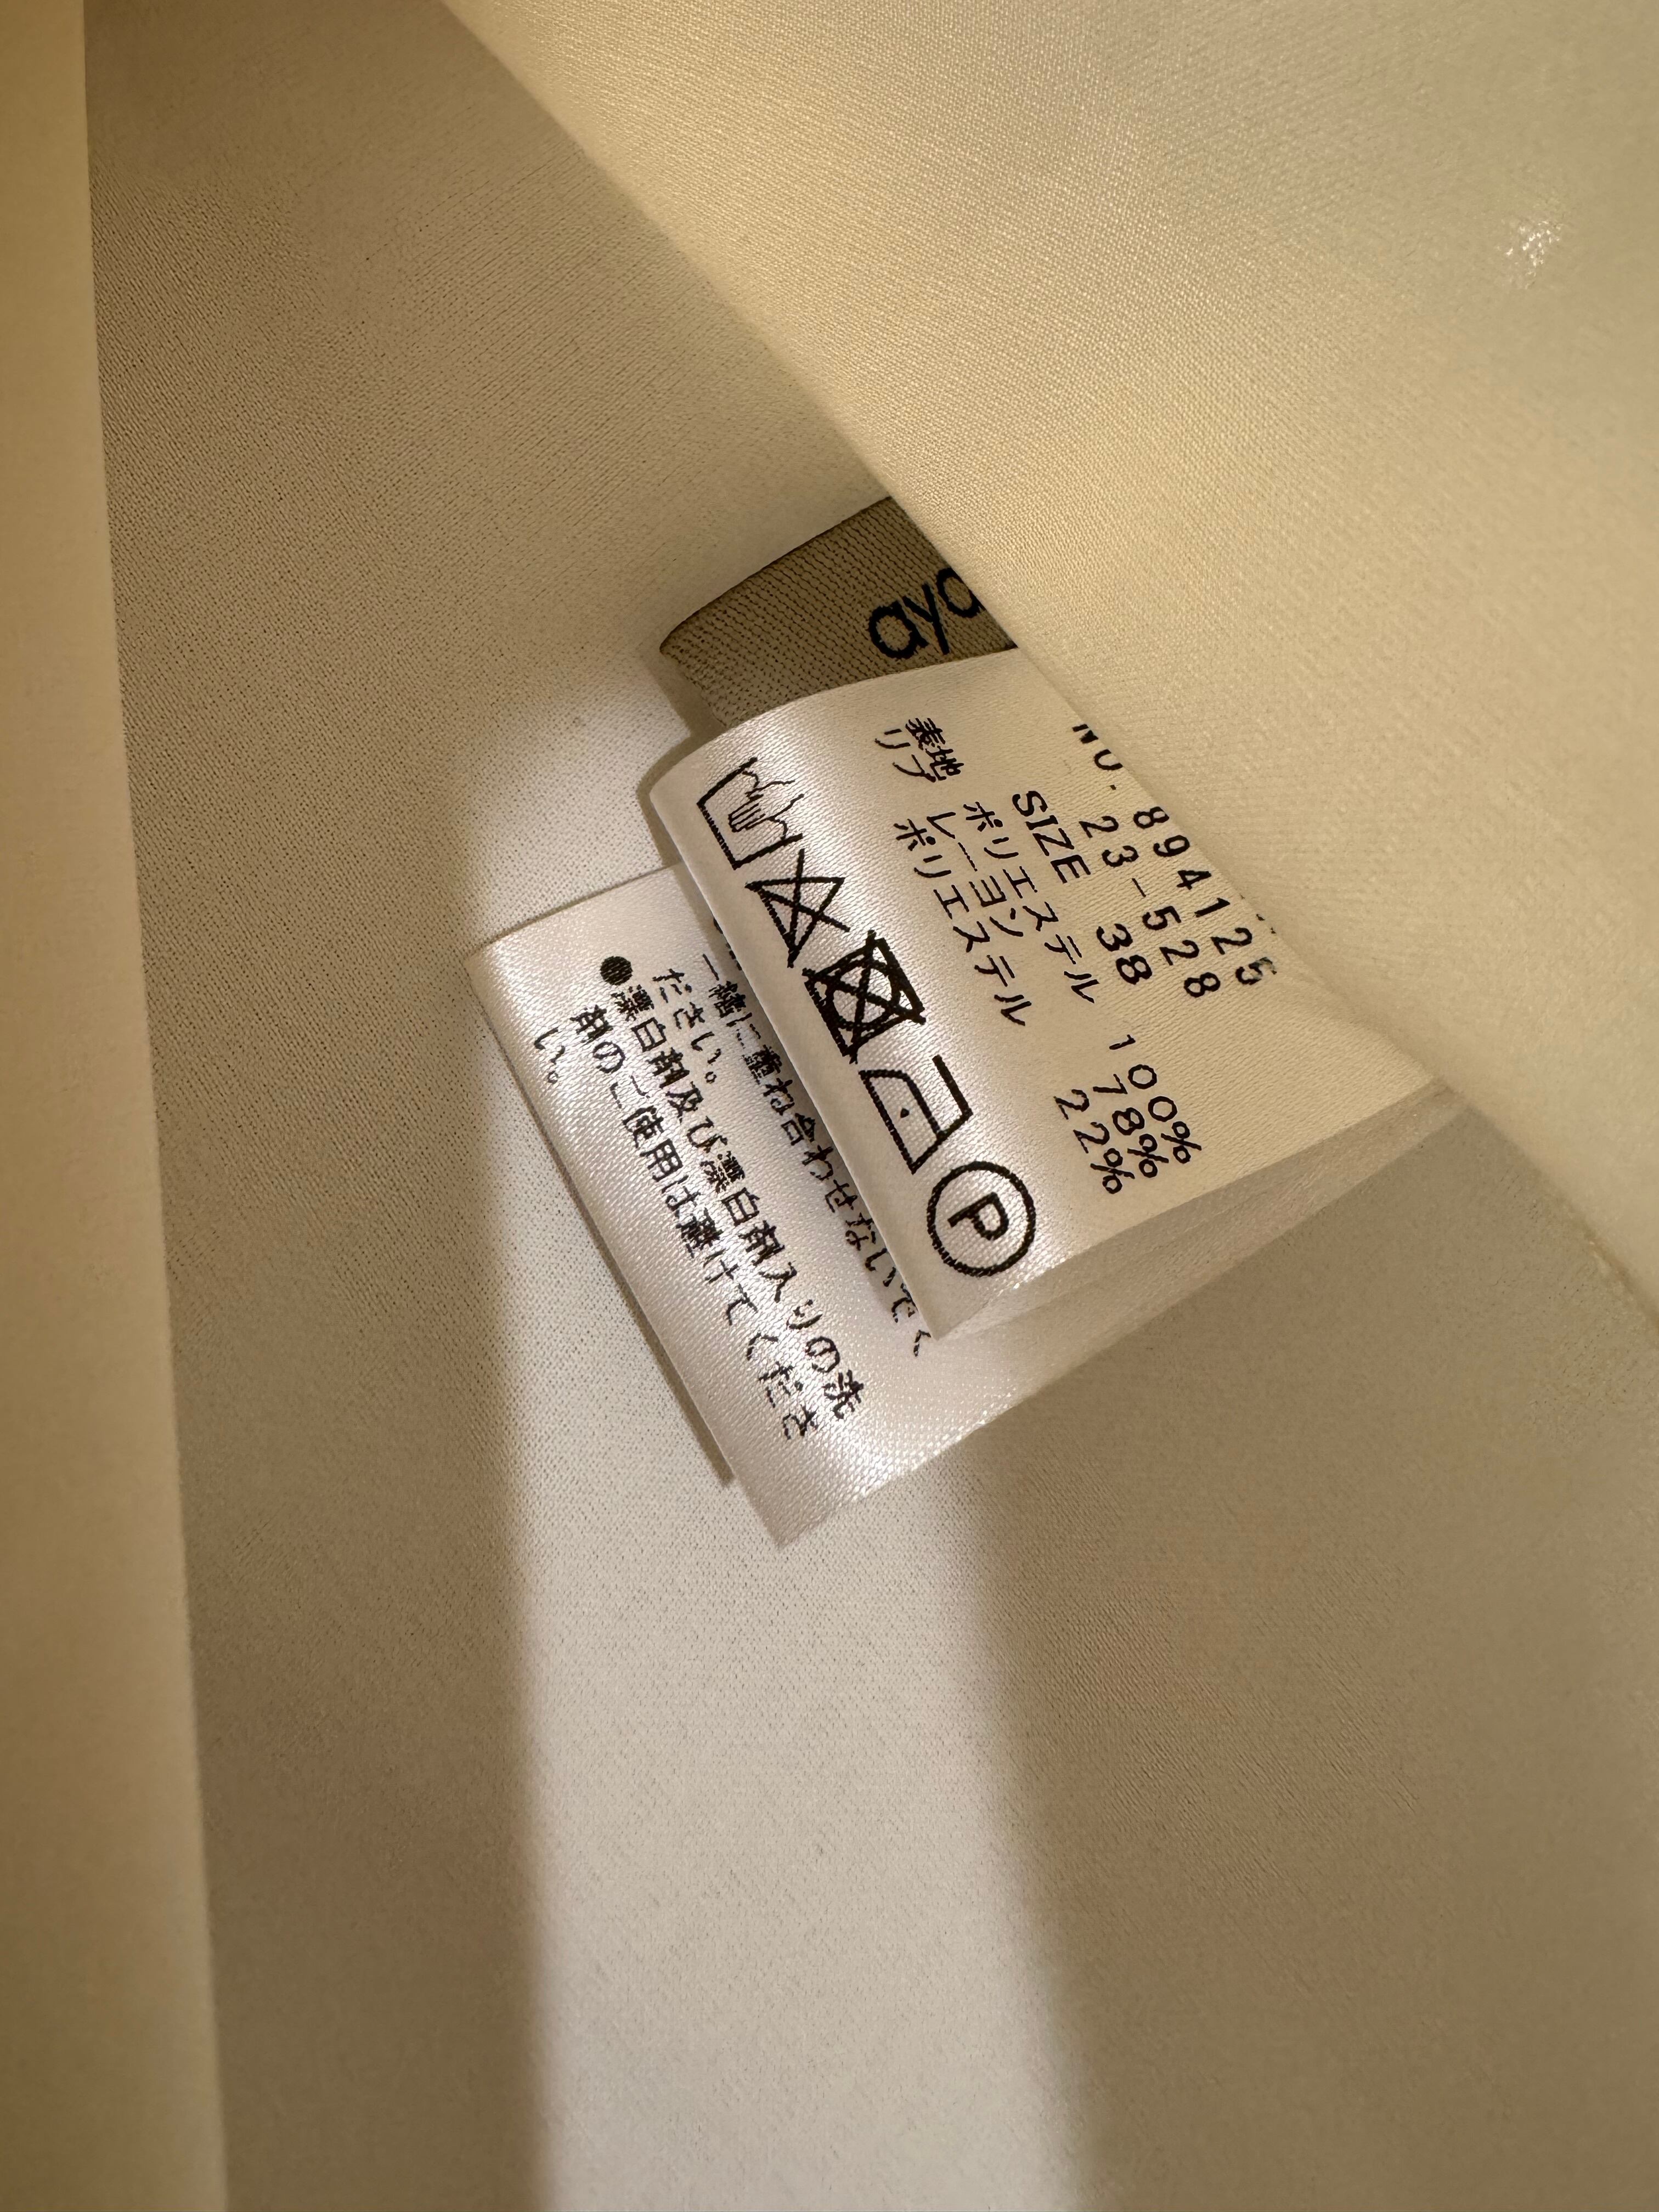 aya
NO. 894125
23-528
SIZE 38
表地 ポリエステル 100%
リブ レーヨン 78%
ポリエステル 22%
P
一緒に重ね合わせないでく
ださい。
●漂白剤及び漂白剤入りの洗
剤のご使用は避けてくださ
い。